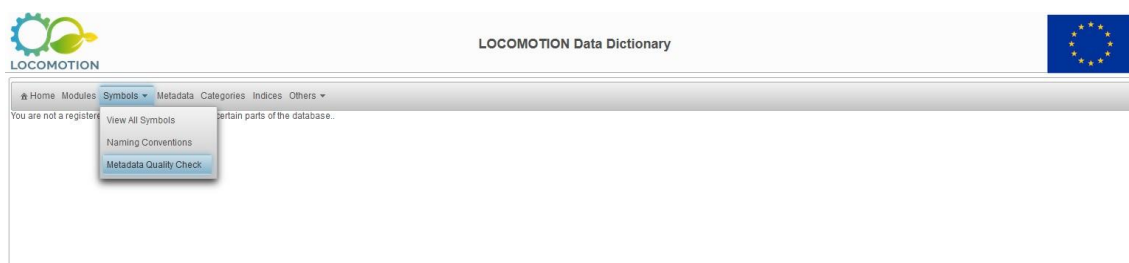 LOCOMOTION
LOCOMOTION Data Dictionary
Home Modules Symbols Metadata Categories Indices Others
You are not a registere certain parts of the database..
View All Symbols
Naming Conventions
Metadata Quality Check